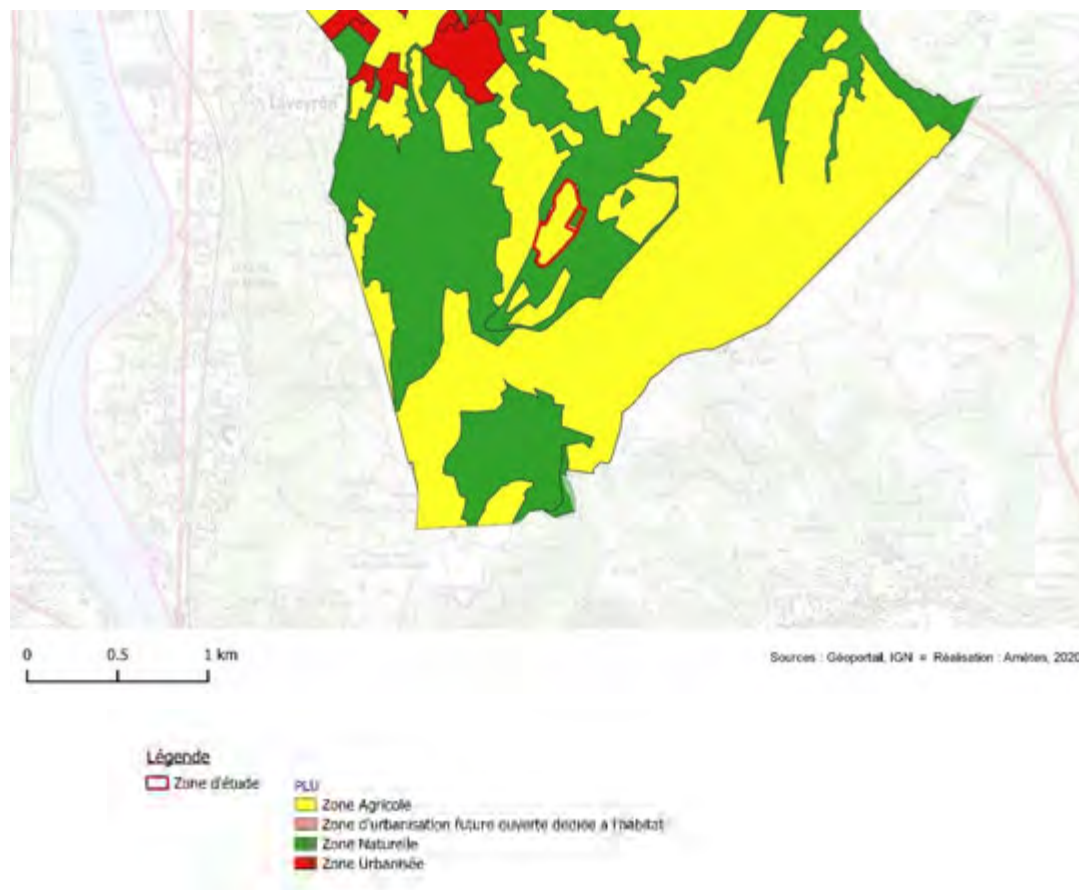 Laveyron
0 0.5 1 km
Sources : Géoportail, IGN = Réalisation : Amètes, 2020
Légende
Zone d'étude
PLU
Zone Agricole
Zone d'urbanisation future ouverte dédiée à l'habitat
Zone Naturelle
Zone Urbanisée